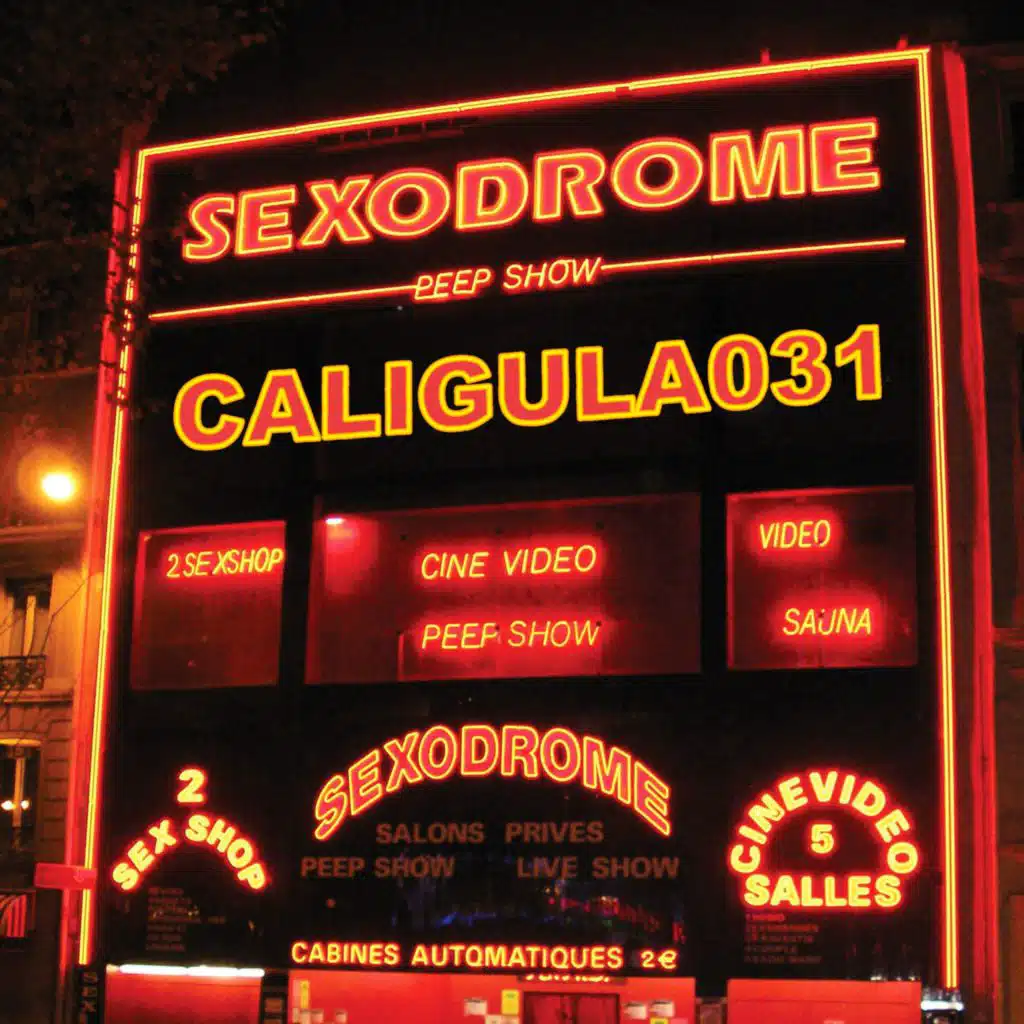 SEXODROME
PEEP SHOW
CALIGULA031
2 SEXSHOP
CINE VIDEO
PEEP SHOW
VIDEO
SAUNA
2
SEX SHOP
SEXODROME
SALONS PRIVES
PEEP SHOW LIVE SHOW
CINEVIDEO
5
SALLES
CABINES AUTOMATIQUES 2€
SEX